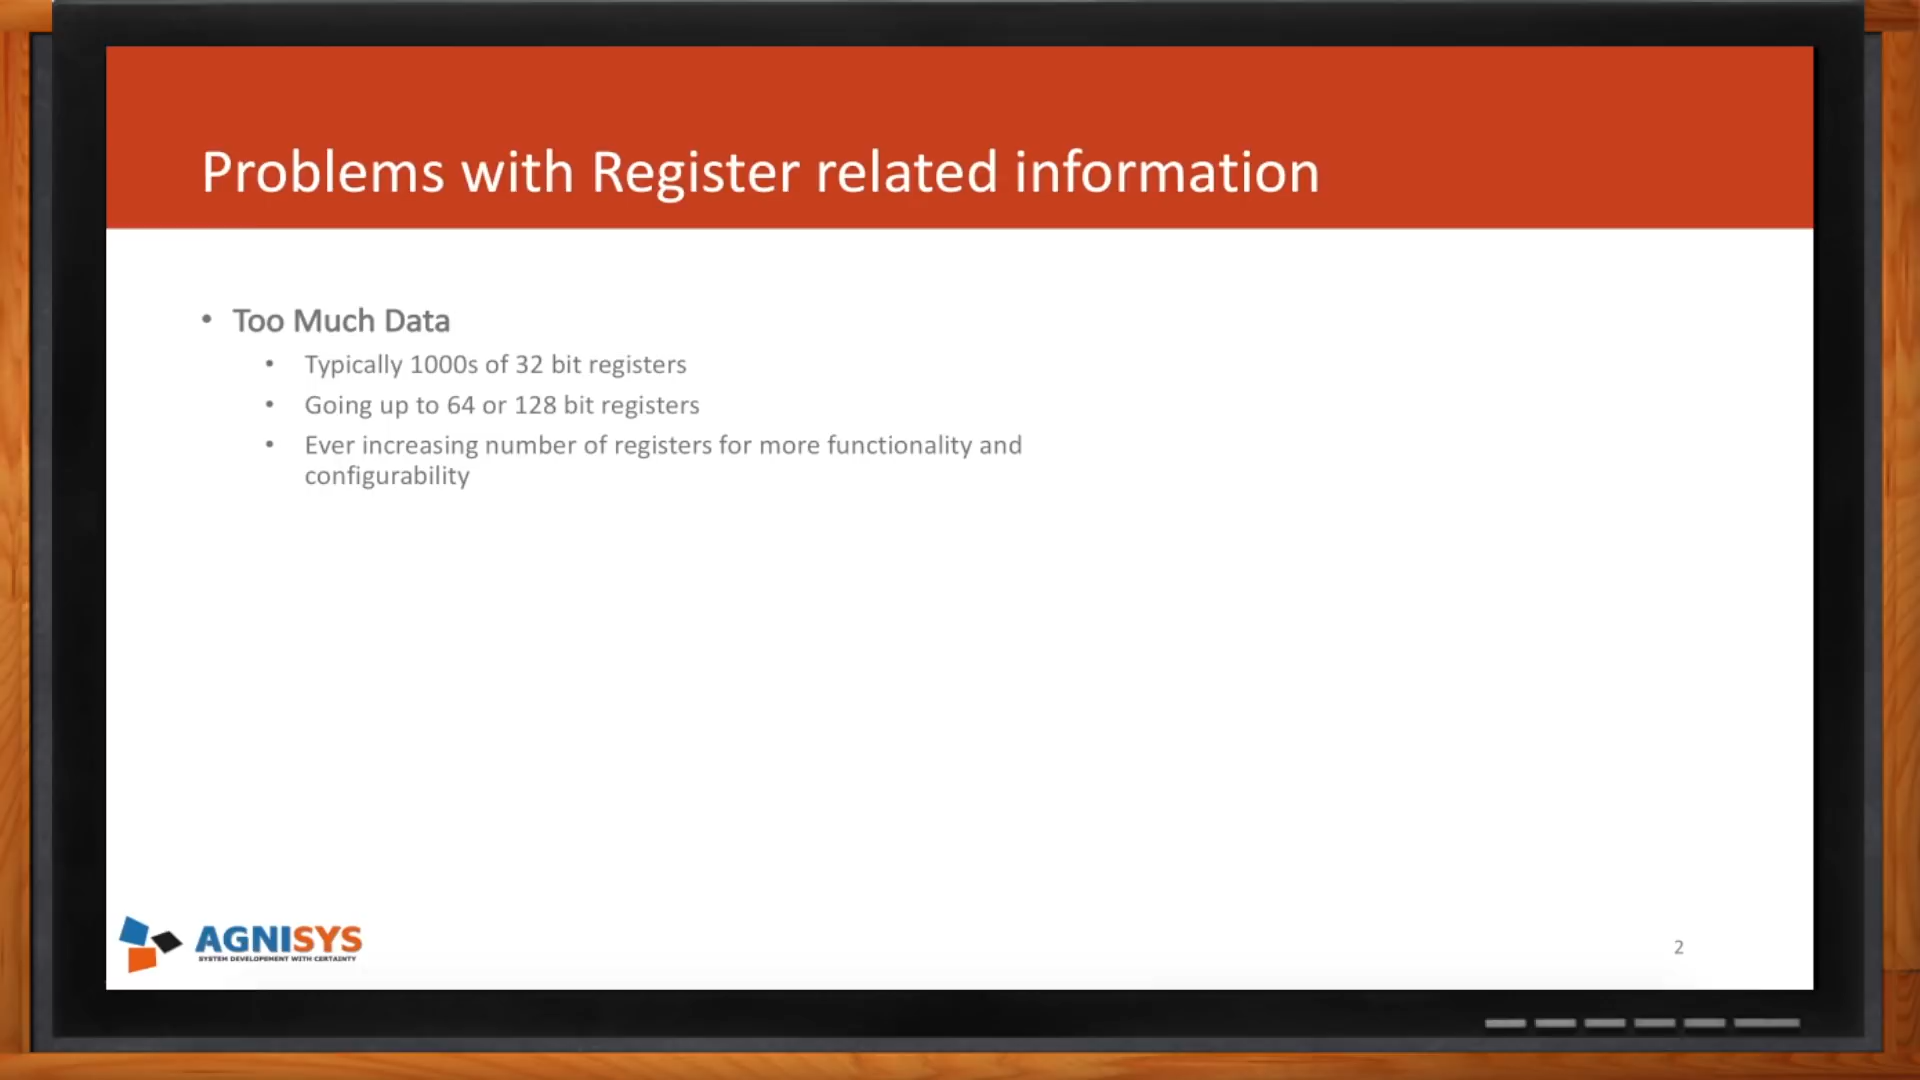 Problems with Register related information
• Too Much Data
• Typically 1000s of 32 bit registers
• Going up to 64 or 128 bit registers
• Ever increasing number of registers for more functionality and
configurability
AGNISYS
SYSTEM DEVELOPEMENT WITH CERTAINTY
2